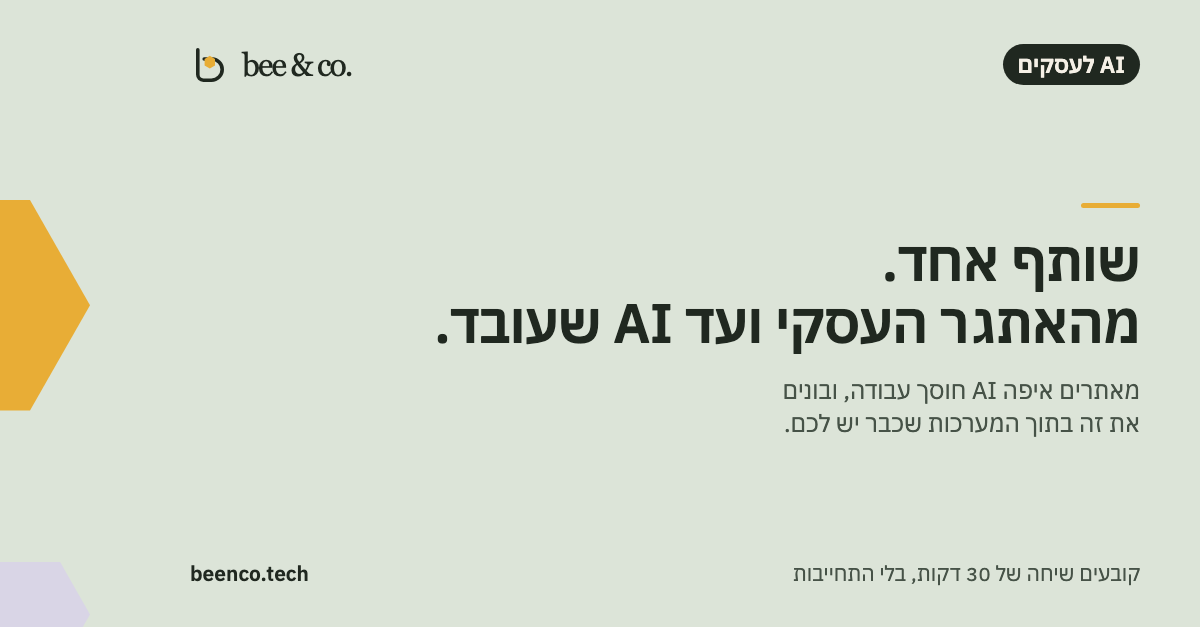 AI לעסקים
bee & co.
שותף אחד.
מהאתגר העסקי ועד AI שעובד.
מאתרים איפה AI חוסך עבודה, ובונים
את זה בתוך המערכות שכבר יש לכם.
קובעים שיחה של 30 דקות, בלי התחייבות
beenco.tech